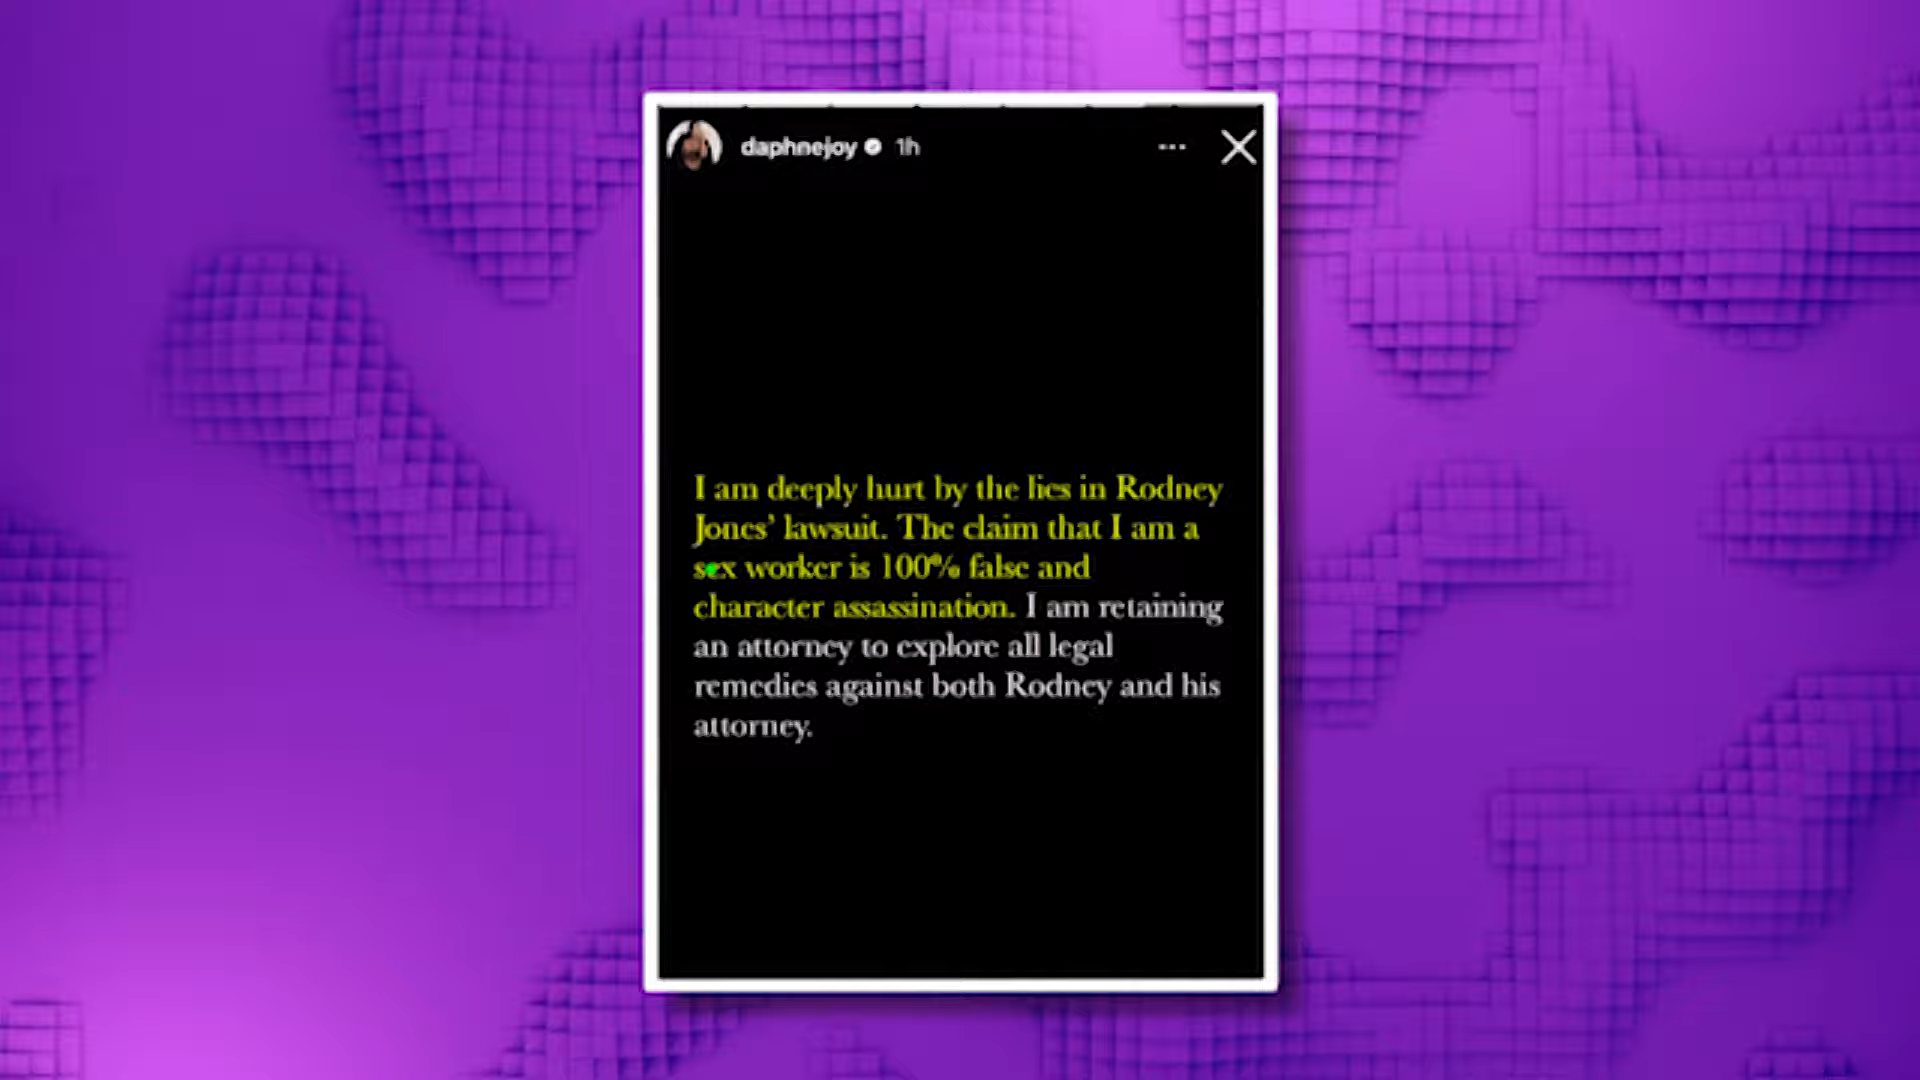 daphnejoy 1h
I am deeply hurt by the lies in Rodney
Jones’ lawsuit. The claim that I am a
sex worker is 100% false and
character assassination. I am retaining
an attorney to explore all legal
remedies against both Rodney and his
attorney.